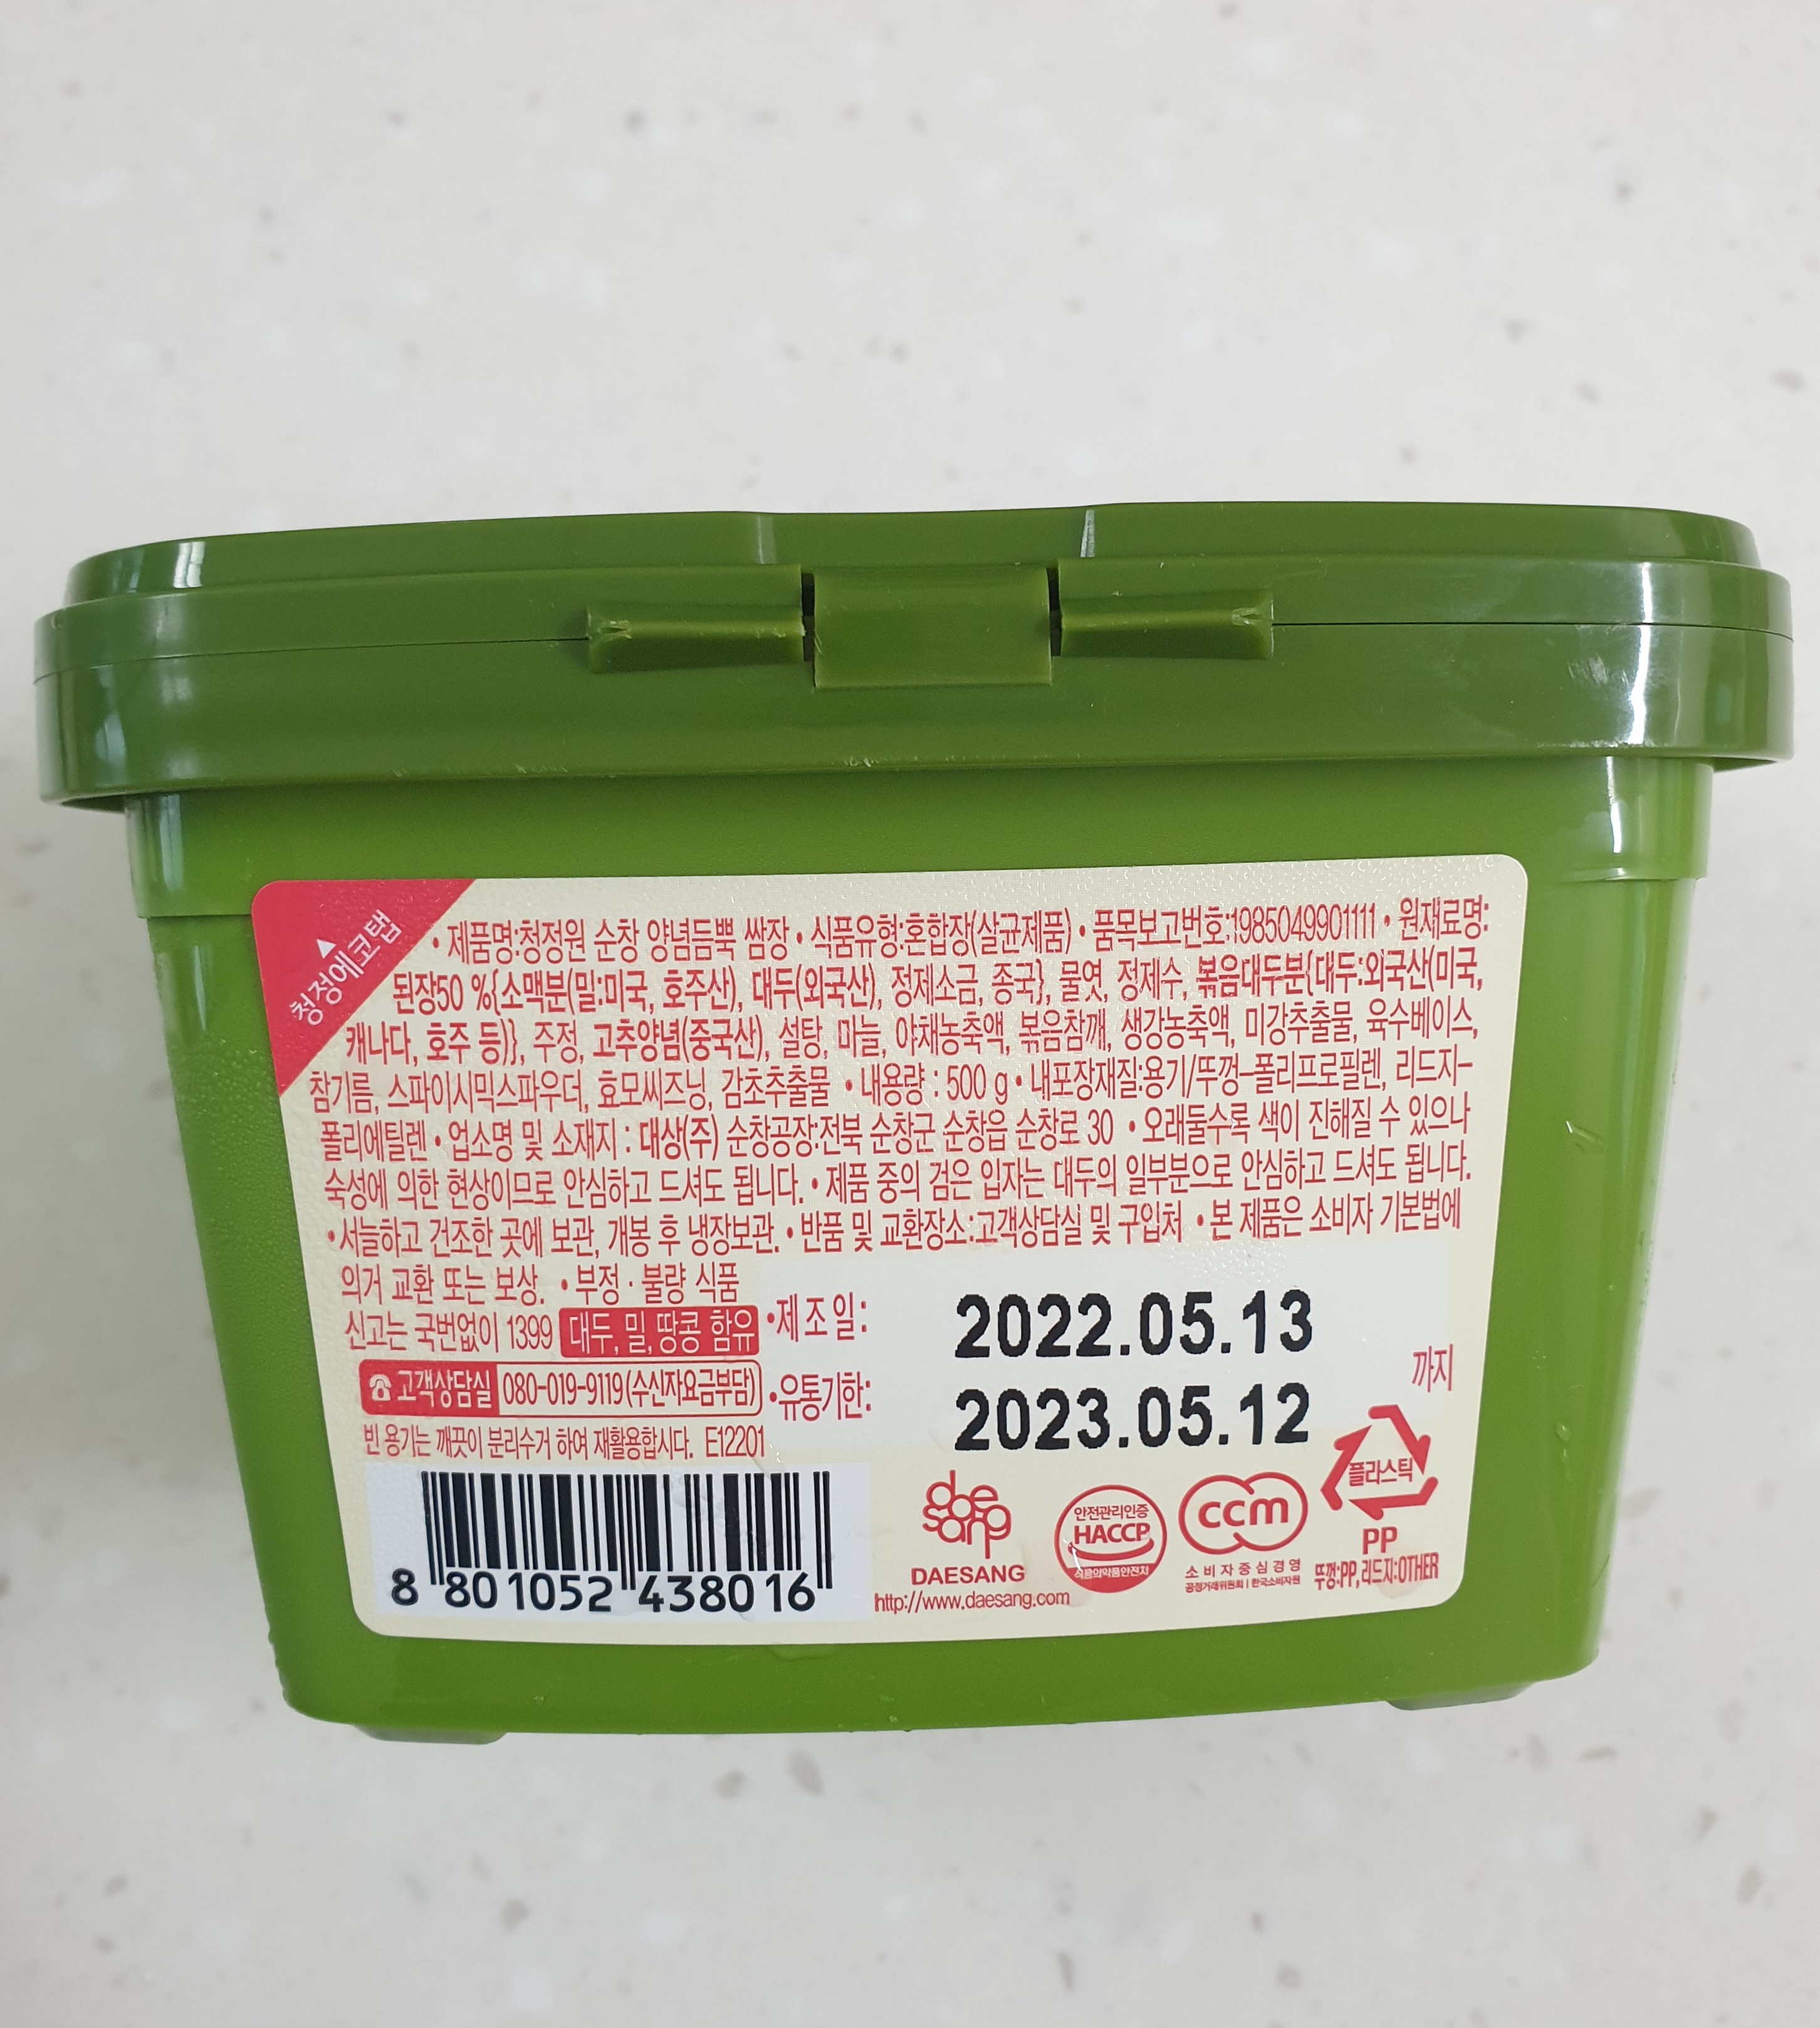 청정에코탭
• 제품명:청정원 순창 양념듬뿍 쌈장 • 식품유형:혼합장(살균제품) • 품목보고번호:1985049901111 • 원재료명:
된장50 %{소맥분(밀:미국, 호주산), 대두(외국산), 정제소금, 종국}, 물엿, 정제수, 볶음대두분{대두:외국산(미국,
캐나다, 호주 등)}, 주정, 고추양념(중국산), 설탕, 마늘, 야채농축액, 볶음참깨, 생강농축액, 미강추출물, 육수베이스,
참기름, 스파이시믹스파우더, 효모씨즈닝, 감초추출물 • 내용량 : 500 g • 내포장재질:용기/뚜껑-폴리프로필렌, 리드지-
폴리에틸렌 • 업소명 및 소재지 : 대상(주) 순창공장:전북 순창군 순창읍 순창로 30 • 오래둘수록 색이 진해질 수 있으나
숙성에 의한 현상이므로 안심하고 드셔도 됩니다. • 제품 중의 검은 입자는 대두의 일부분으로 안심하고 드셔도 됩니다.
• 서늘하고 건조한 곳에 보관, 개봉 후 냉장보관. • 반품 및 교환장소:고객상담실 및 구입처 • 본 제품은 소비자 기본법에
의거 교환 또는 보상. • 부정 · 불량 식품
신고는 국번없이 1399 대두, 밀, 땅콩 함유
•제조일: 2022.05.13
고객상담실 080-019-9119(수신자요금부담)
•유통기한: 2023.05.12 까지
빈 용기는 깨끗이 분리수거 하여 재활용합시다. E12201
8 801052 438016
daesang
DAESANG
http://www.daesang.com
안전관리인증
HACCP
식품의약품안전처
ccm
소비자중심경영
공정거래위원회 | 한국소비자원
플라스틱
PP
뚜껑:PP, 리드지:OTHER